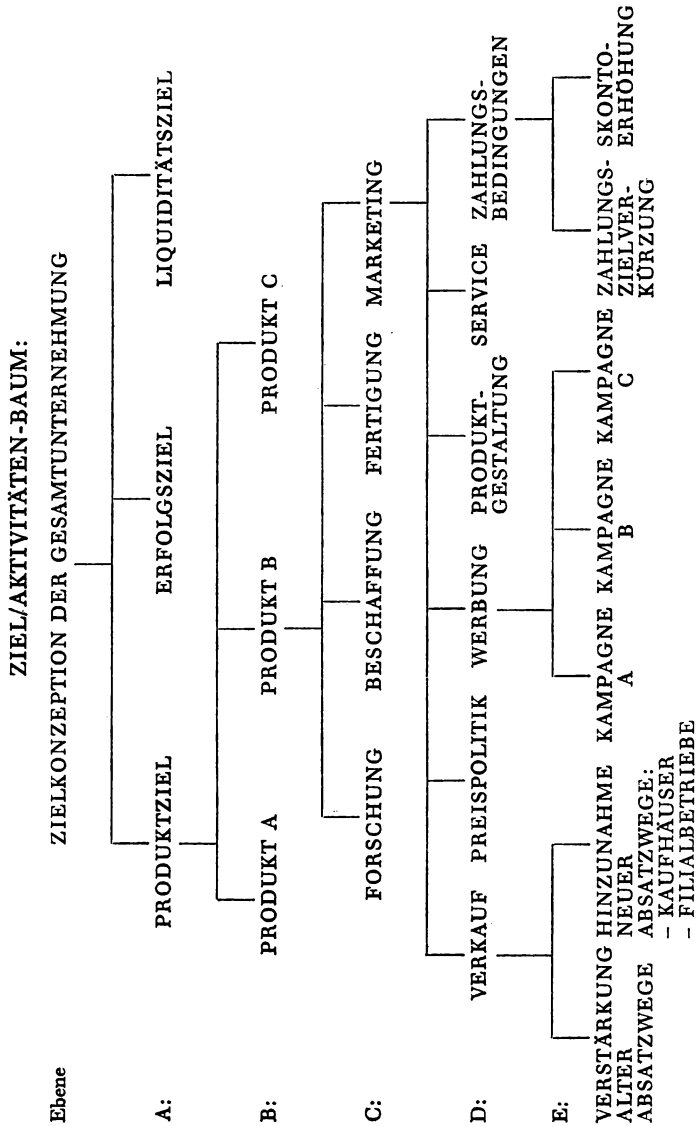 ZIEL/AKTIVITÄTEN-BAUM:
Ebene
ZIELKONZEPTION DER GESAMTUNTERNEHMUNG
A: PRODUKTZIEL ERFOLGSZIEL LIQUIDITÄTSZIEL
B: PRODUKT A PRODUKT B PRODUKT C
C: FORSCHUNG BESCHAFFUNG FERTIGUNG MARKETING
D: VERKAUF PREISPOLITIK WERBUNG PRODUKT- SERVICE ZAHLUNGS-
GESTALTUNG BEDINGUNGEN
E:
VERSTÄRKUNG HINZUNAHME KAMPAGNE KAMPAGNE KAMPAGNE ZAHLUNGS- SKONTO-
ALTER NEUER A B C ZIELVER- ERHÖHUNG
ABSATZWEGE ABSATZWEGE: KÜRZUNG
– KAUFHÄUSER
– FILIALBETRIEBE